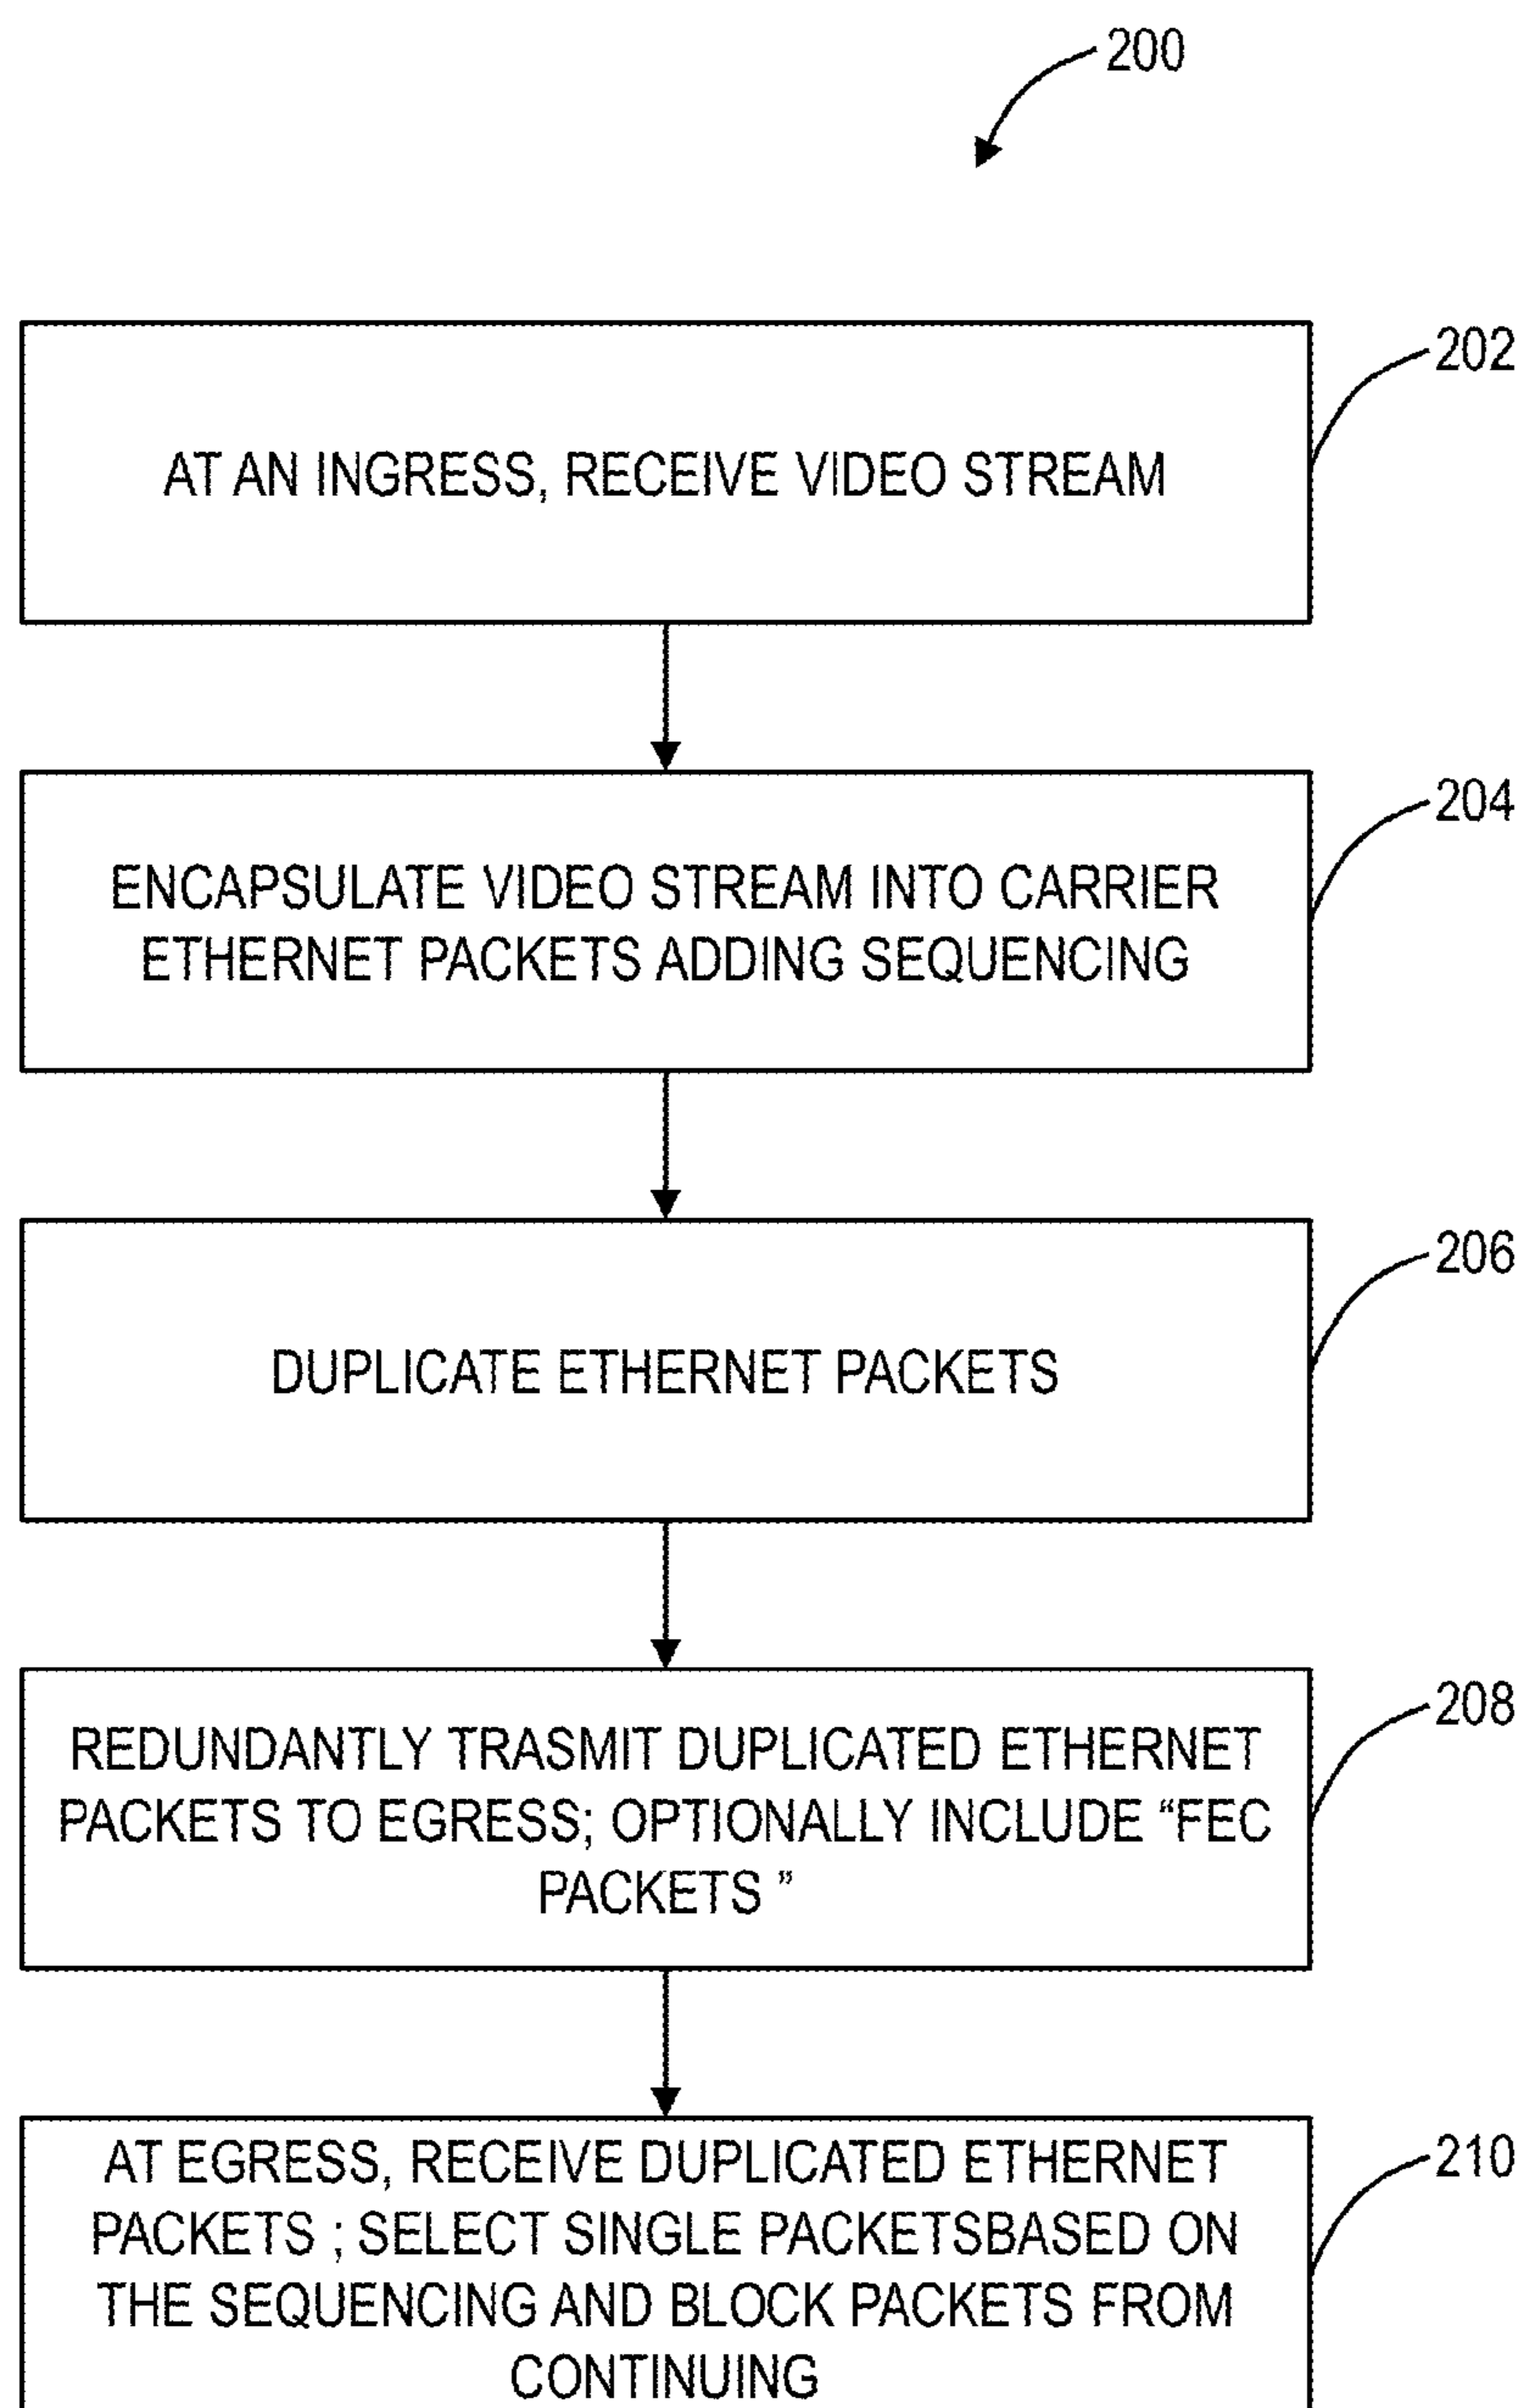 200
202
AT AN INGRESS, RECEIVE VIDEO STREAM
204
ENCAPSULATE VIDEO STREAM INTO CARRIER
ETHERNET PACKETS ADDING SEQUENCING
206
DUPLICATE ETHERNET PACKETS
208
REDUNDANTLY TRASMIT DUPLICATED ETHERNET
PACKETS TO EGRESS; OPTIONALLY INCLUDE “FEC
PACKETS ”
210
AT EGRESS, RECEIVE DUPLICATED ETHERNET
PACKETS ; SELECT SINGLE PACKETSBASED ON
THE SEQUENCING AND BLOCK PACKETS FROM
CONTINUING